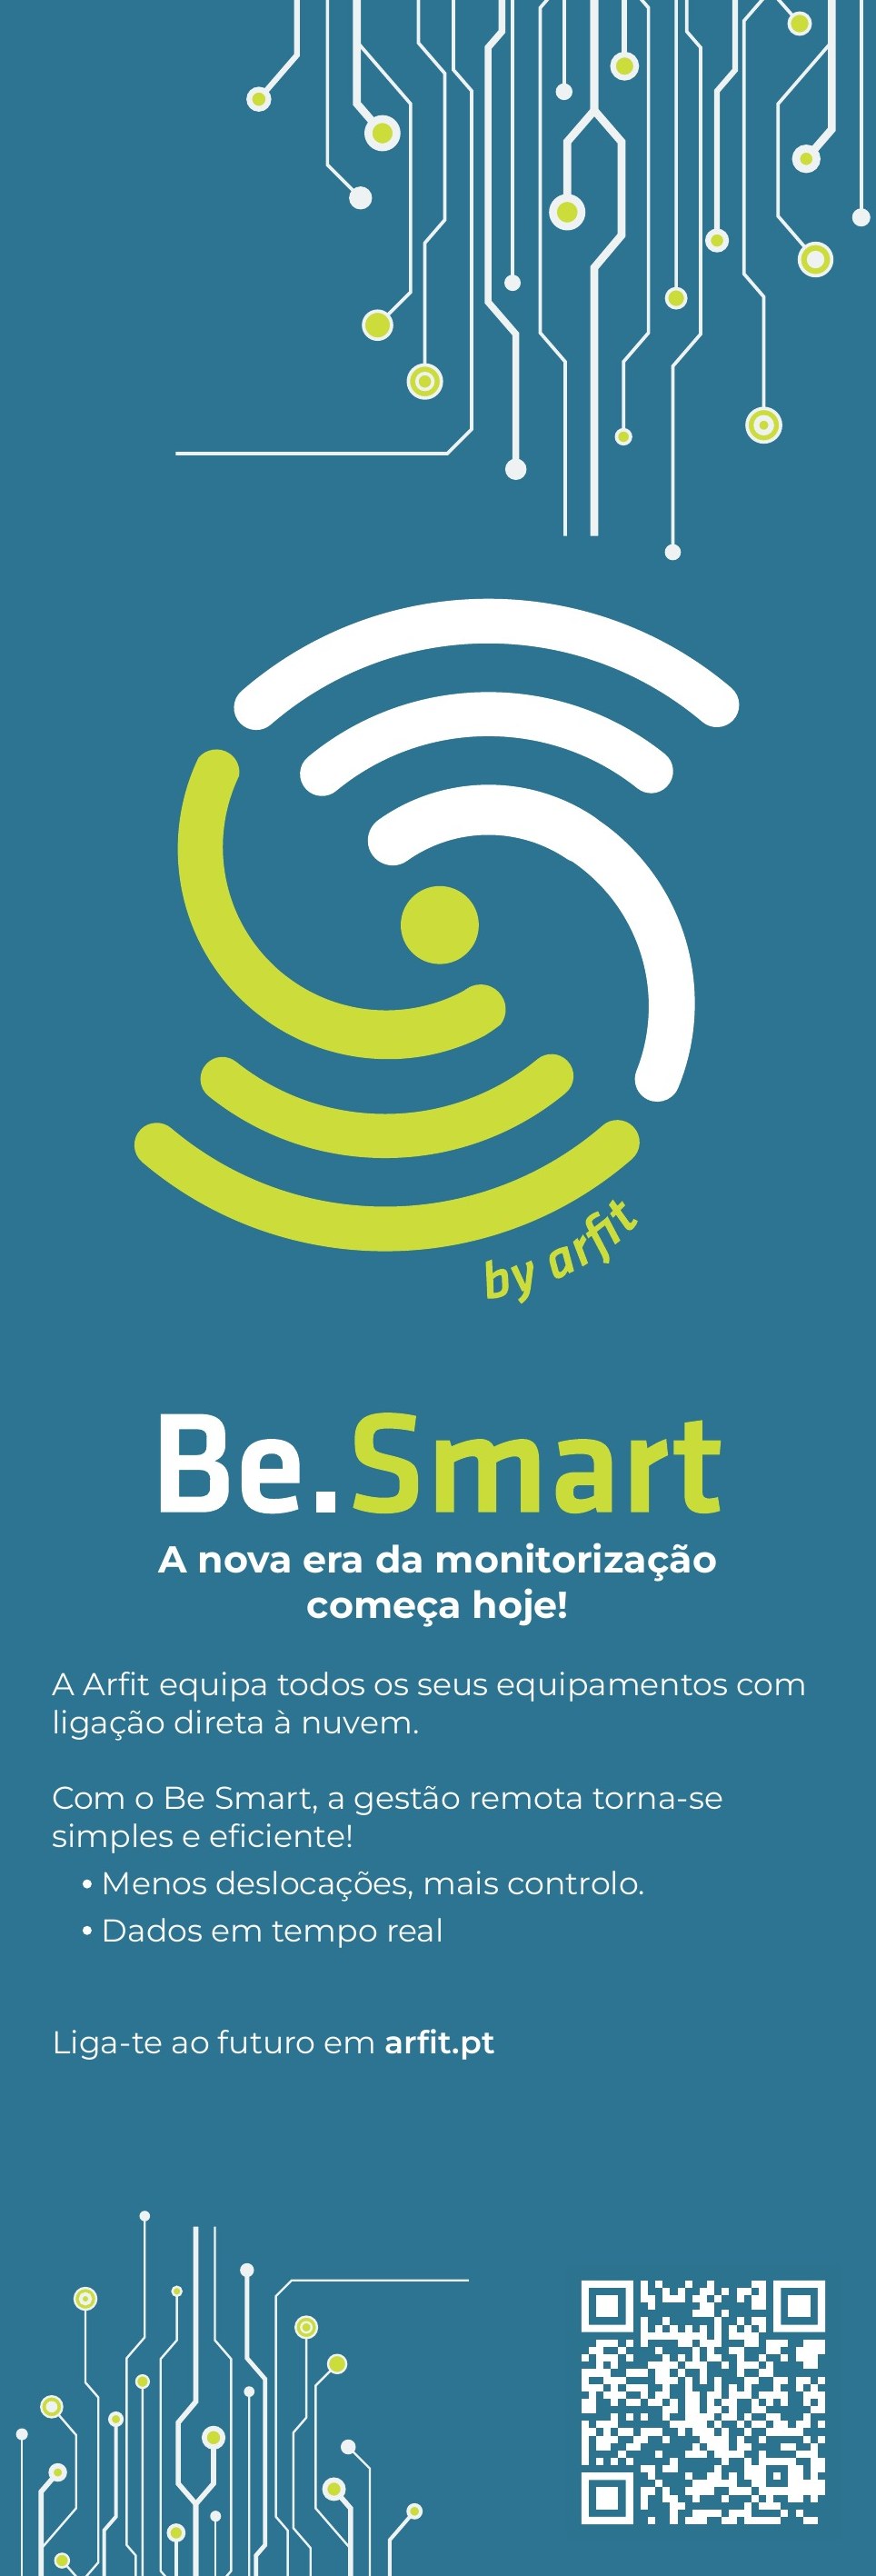 by arfit
Be.Smart
A nova era da monitorização
começa hoje!
A Arfit equipa todos os seus equipamentos com
ligação direta à nuvem.
Com o Be Smart, a gestão remota torna-se
simples e eficiente!
• Menos deslocações, mais controlo.
• Dados em tempo real
Liga-te ao futuro em arfit.pt